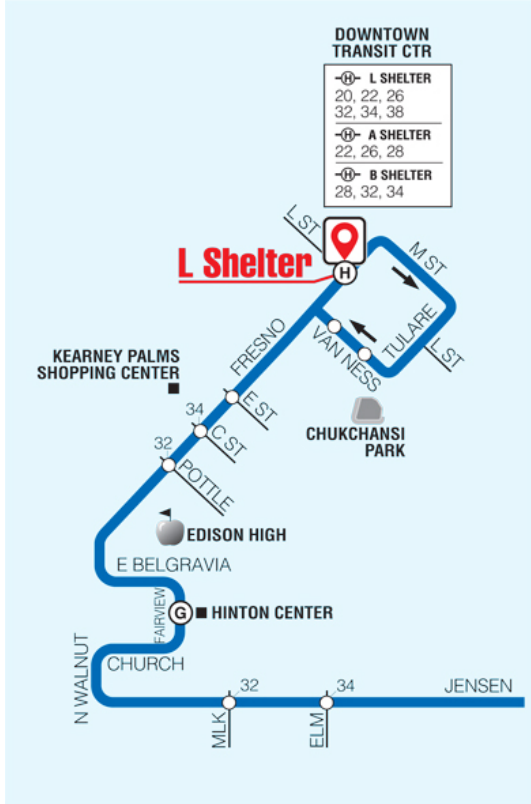 DOWNTOWN
TRANSIT CTR
H L SHELTER
20, 22, 26
32, 34, 38
H A SHELTER
22, 26, 28
H B SHELTER
28, 32, 34
L ST
M ST
L Shelter
H
TULARE
L ST
VAN NESS
FRESNO
KEARNEY PALMS
SHOPPING CENTER
E ST
CHUKCHANSI
PARK
34
C ST
32
POTTLE
EDISON HIGH
E BELGRAVIA
FAIRVIEW
G
HINTON CENTER
CHURCH
N WALNUT
32
34
JENSEN
MLK
ELM